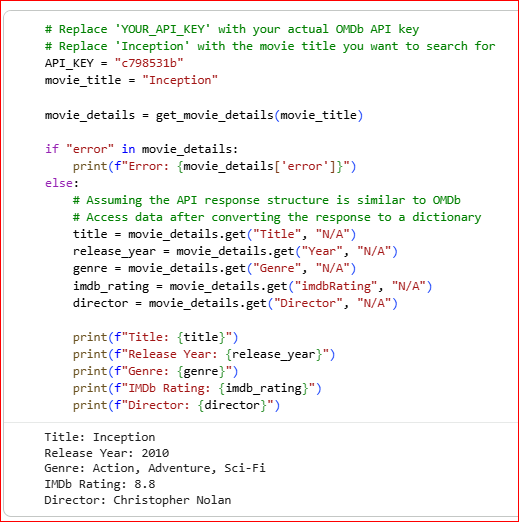 # Replace 'YOUR_API_KEY' with your actual OMDb API key
# Replace 'Inception' with the movie title you want to search for
API_KEY = "c798531b"
movie_title = "Inception"

movie_details = get_movie_details(movie_title)

if "error" in movie_details:
    print(f"Error: {movie_details['error']}")
else:
    # Assuming the API response structure is similar to OMDb
    # Access data after converting the response to a dictionary
    title = movie_details.get("Title", "N/A")
    release_year = movie_details.get("Year", "N/A")
    genre = movie_details.get("Genre", "N/A")
    imdb_rating = movie_details.get("imdbRating", "N/A")
    director = movie_details.get("Director", "N/A")

    print(f"Title: {title}")
    print(f"Release Year: {release_year}")
    print(f"Genre: {genre}")
    print(f"IMDb Rating: {imdb_rating}")
    print(f"Director: {director}")

Title: Inception
Release Year: 2010
Genre: Action, Adventure, Sci-Fi
IMDb Rating: 8.8
Director: Christopher Nolan